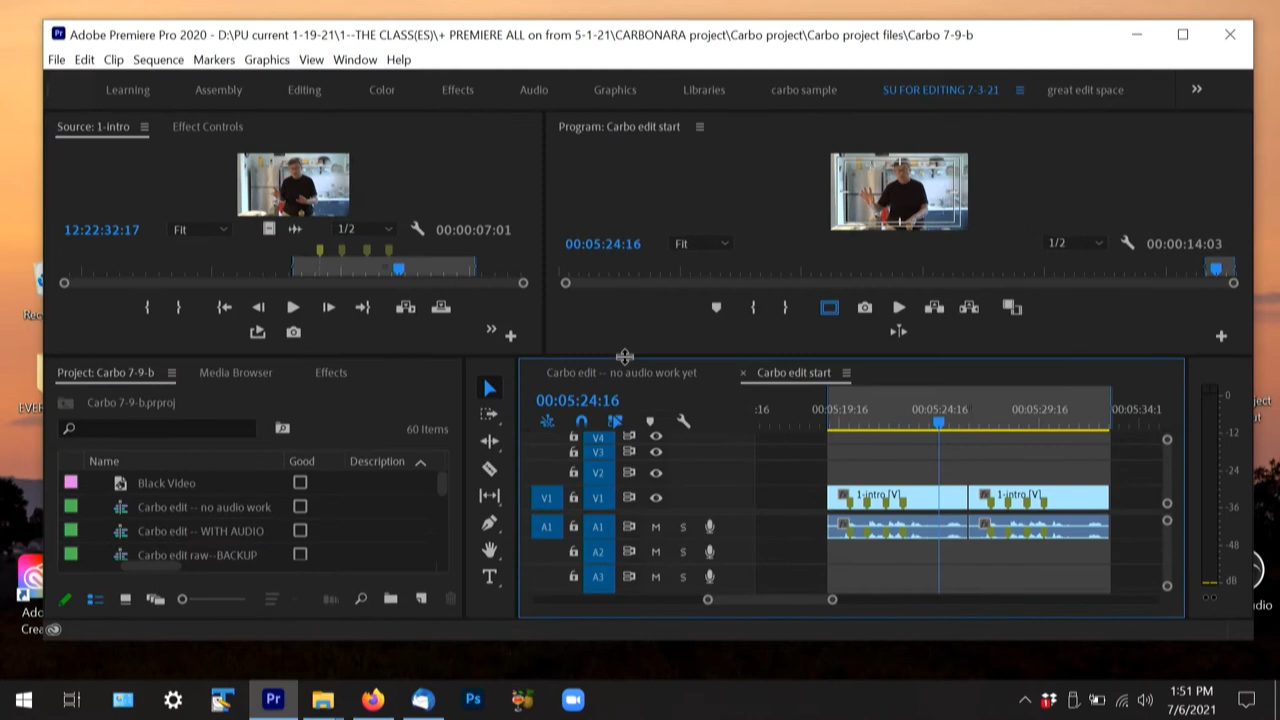 Adobe Premiere Pro 2020 - D:\PU current 1-19-21\1--THE CLASS(ES)\+ PREMIERE ALL on from 5-1-21\CARBONARA project\Carbo project\Carbo project files\Carbo 7-9-b
File Edit Clip Sequence Markers Graphics View Window Help
Learning Assembly Editing Color Effects Audio Graphics Libraries carbo sample SU FOR EDITING 7-3-21 great edit space
Source: 1-intro Effect Controls
Program: Carbo edit start
12:22:32:17 Fit 1/2 00:00:07:01
00:05:24:16 Fit 1/2 00:00:14:03
Project: Carbo 7-9-b Media Browser Effects
Carbo 7-9-b.prproj
60 Items
Name Good Description
Black Video
Carbo edit -- no audio work
Carbo edit -- WITH AUDIO
Carbo edit raw--BACKUP
Carbo edit -- no audio work yet × Carbo edit start
00:05:24:16
:16 00:05:19:16 00:05:24:16 00:05:29:16 00:05:34:1
V4
V3
V2
V1 V1 1-intro [V] 1-intro [V]
A1 A1 M S
A2 M S
A3 M S
0
-12
-24
-36
-48
dB
Rec
EVER
Ado
Crea
Pr
Ps
1:51 PM
7/6/2021